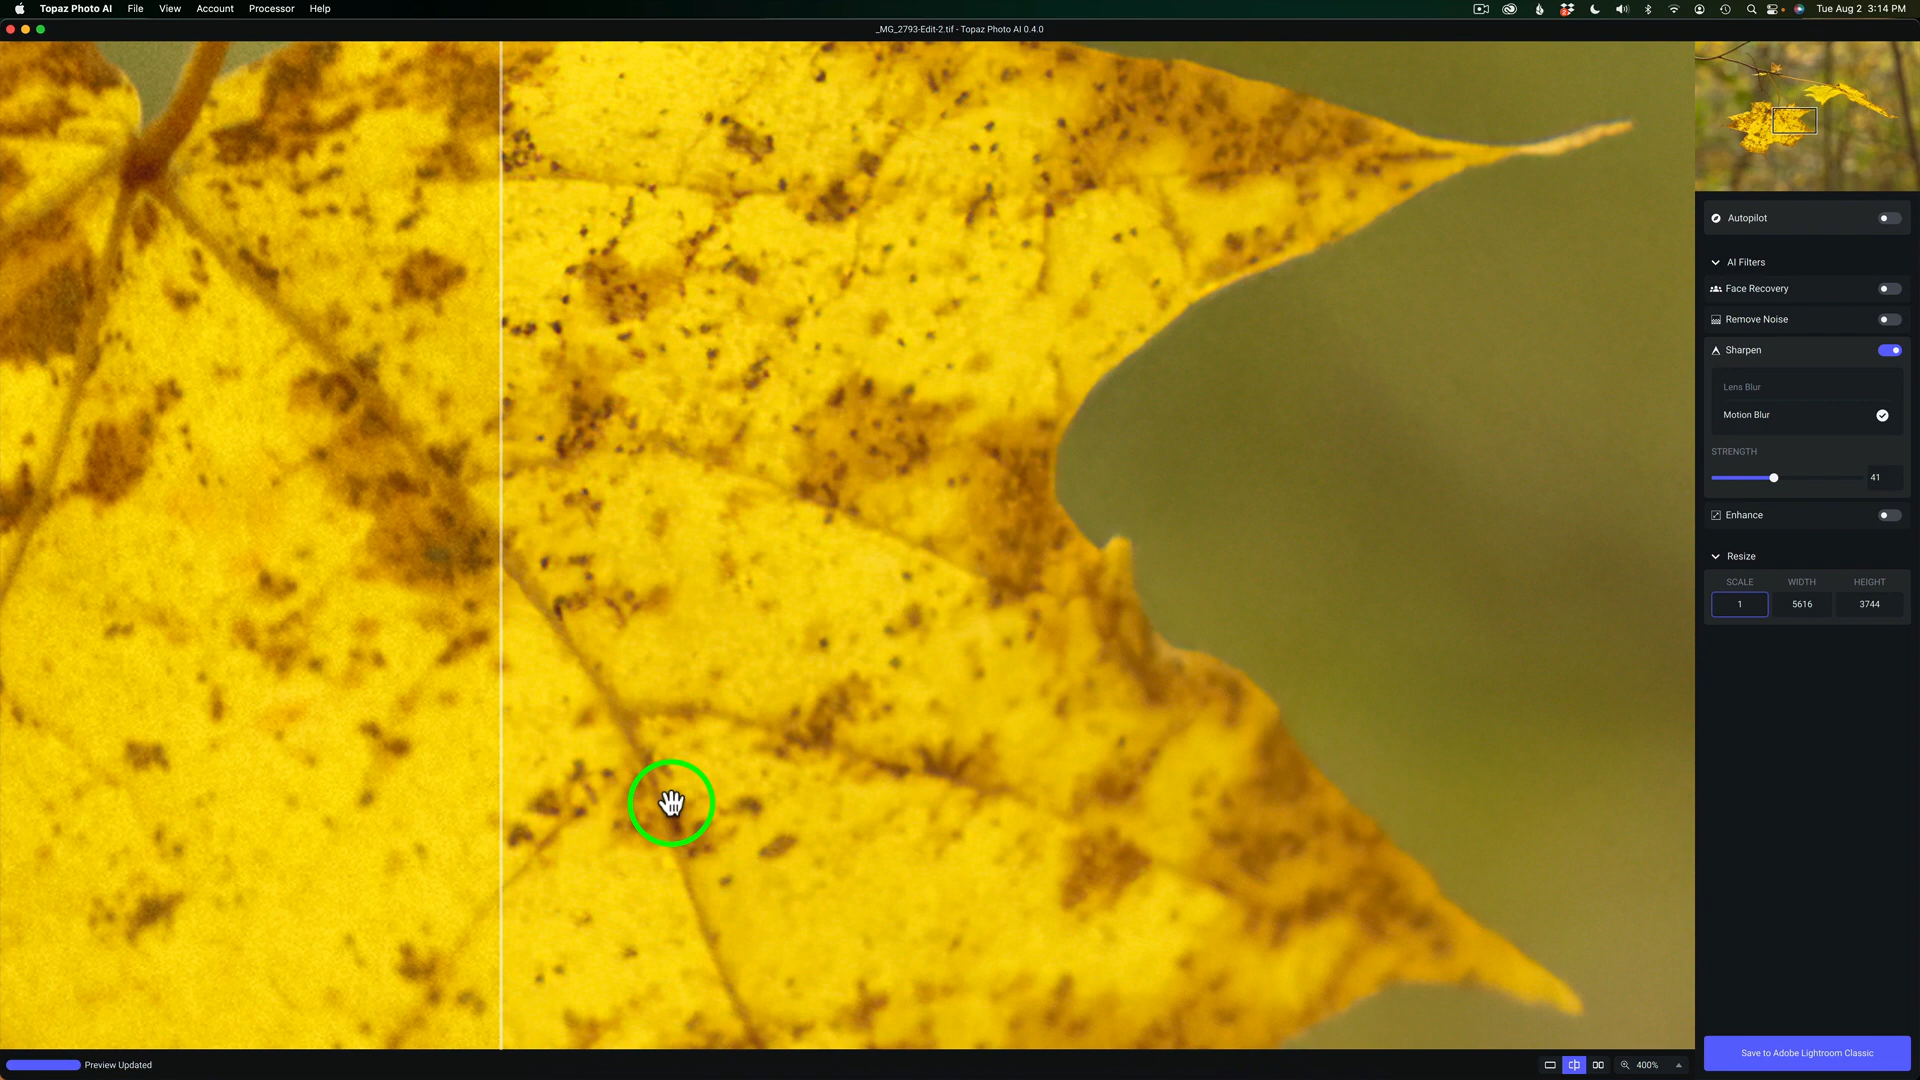 Topaz Photo AI File View Account Processor Help Tue Aug 2 3:14 PM
_MG_2793-Edit-2.tif - Topaz Photo AI 0.4.0
Autopilot
AI Filters
Face Recovery
Remove Noise
Sharpen
Lens Blur
Motion Blur
STRENGTH
41
Enhance
Resize
SCALE WIDTH HEIGHT
1 5616 3744
Save to Adobe Lightroom Classic
Preview Updated 400%